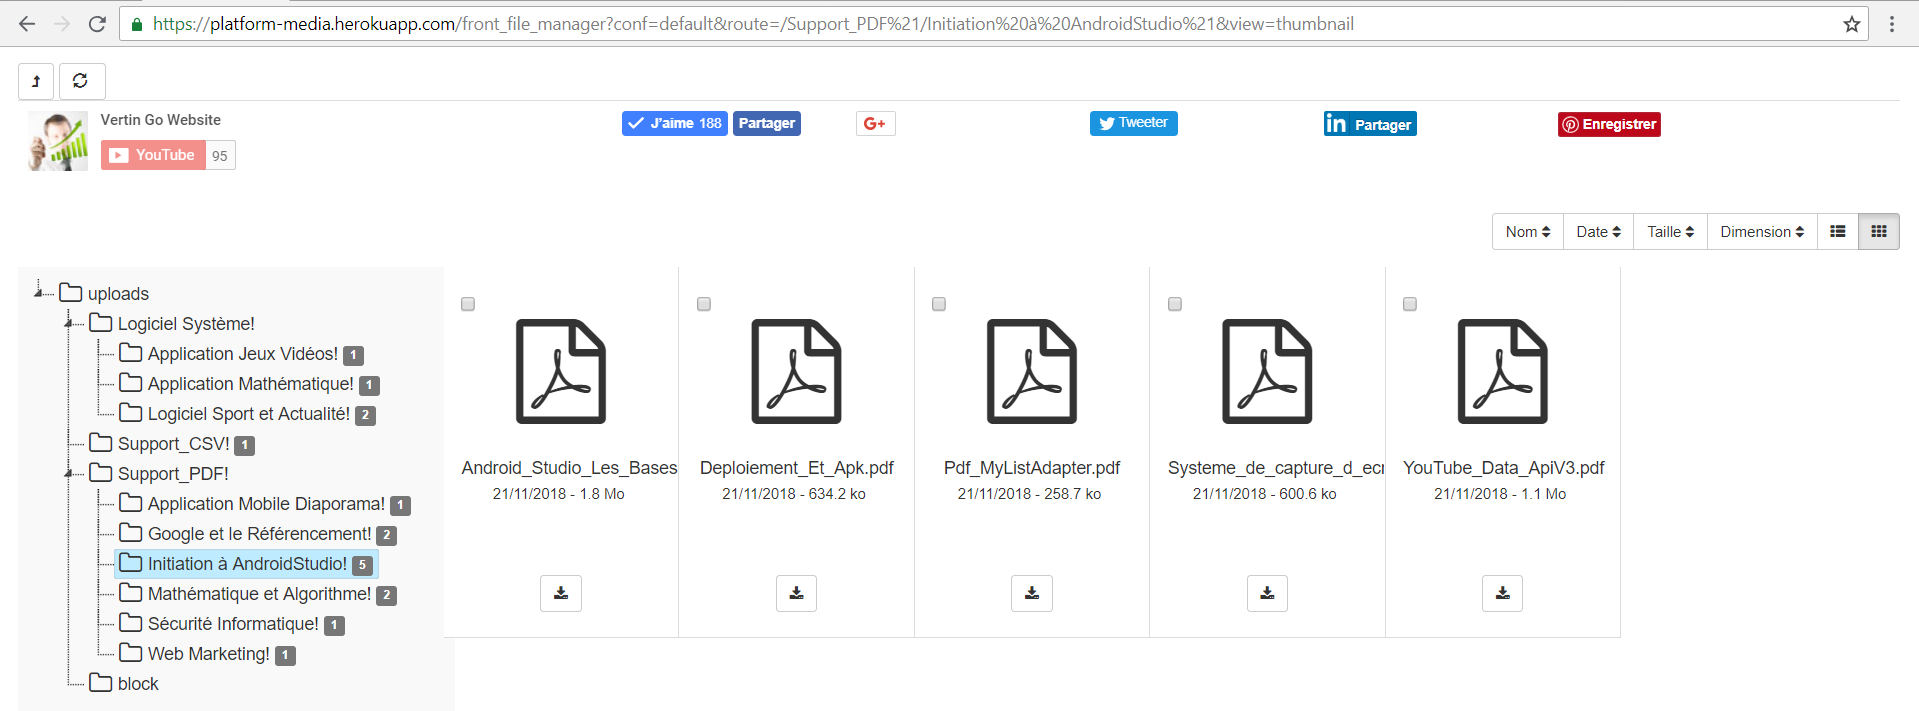 https://platform-media.herokuapp.com/front_file_manager?conf=default&route=/Support_PDF%21/Initiation%20à%20AndroidStudio%21&view=thumbnail
Vertin Go Website
YouTube 95
J'aime 188 Partager
G+
Tweeter
in Partager
Enregistrer
Nom Date Taille Dimension
uploads
Logiciel Système!
Application Jeux Vidéos! 1
Application Mathématique! 1
Logiciel Sport et Actualité! 2
Support_CSV! 1
Support_PDF!
Application Mobile Diaporama! 1
Google et le Référencement! 2
Initiation à AndroidStudio! 5
Mathématique et Algorithme! 2
Sécurité Informatique! 1
Web Marketing! 1
block
Android_Studio_Les_Bases
21/11/2018 - 1.8 Mo
Deploiement_Et_Apk.pdf
21/11/2018 - 634.2 ko
Pdf_MyListAdapter.pdf
21/11/2018 - 258.7 ko
Systeme_de_capture_d_ecr
21/11/2018 - 600.6 ko
YouTube_Data_ApiV3.pdf
21/11/2018 - 1.1 Mo